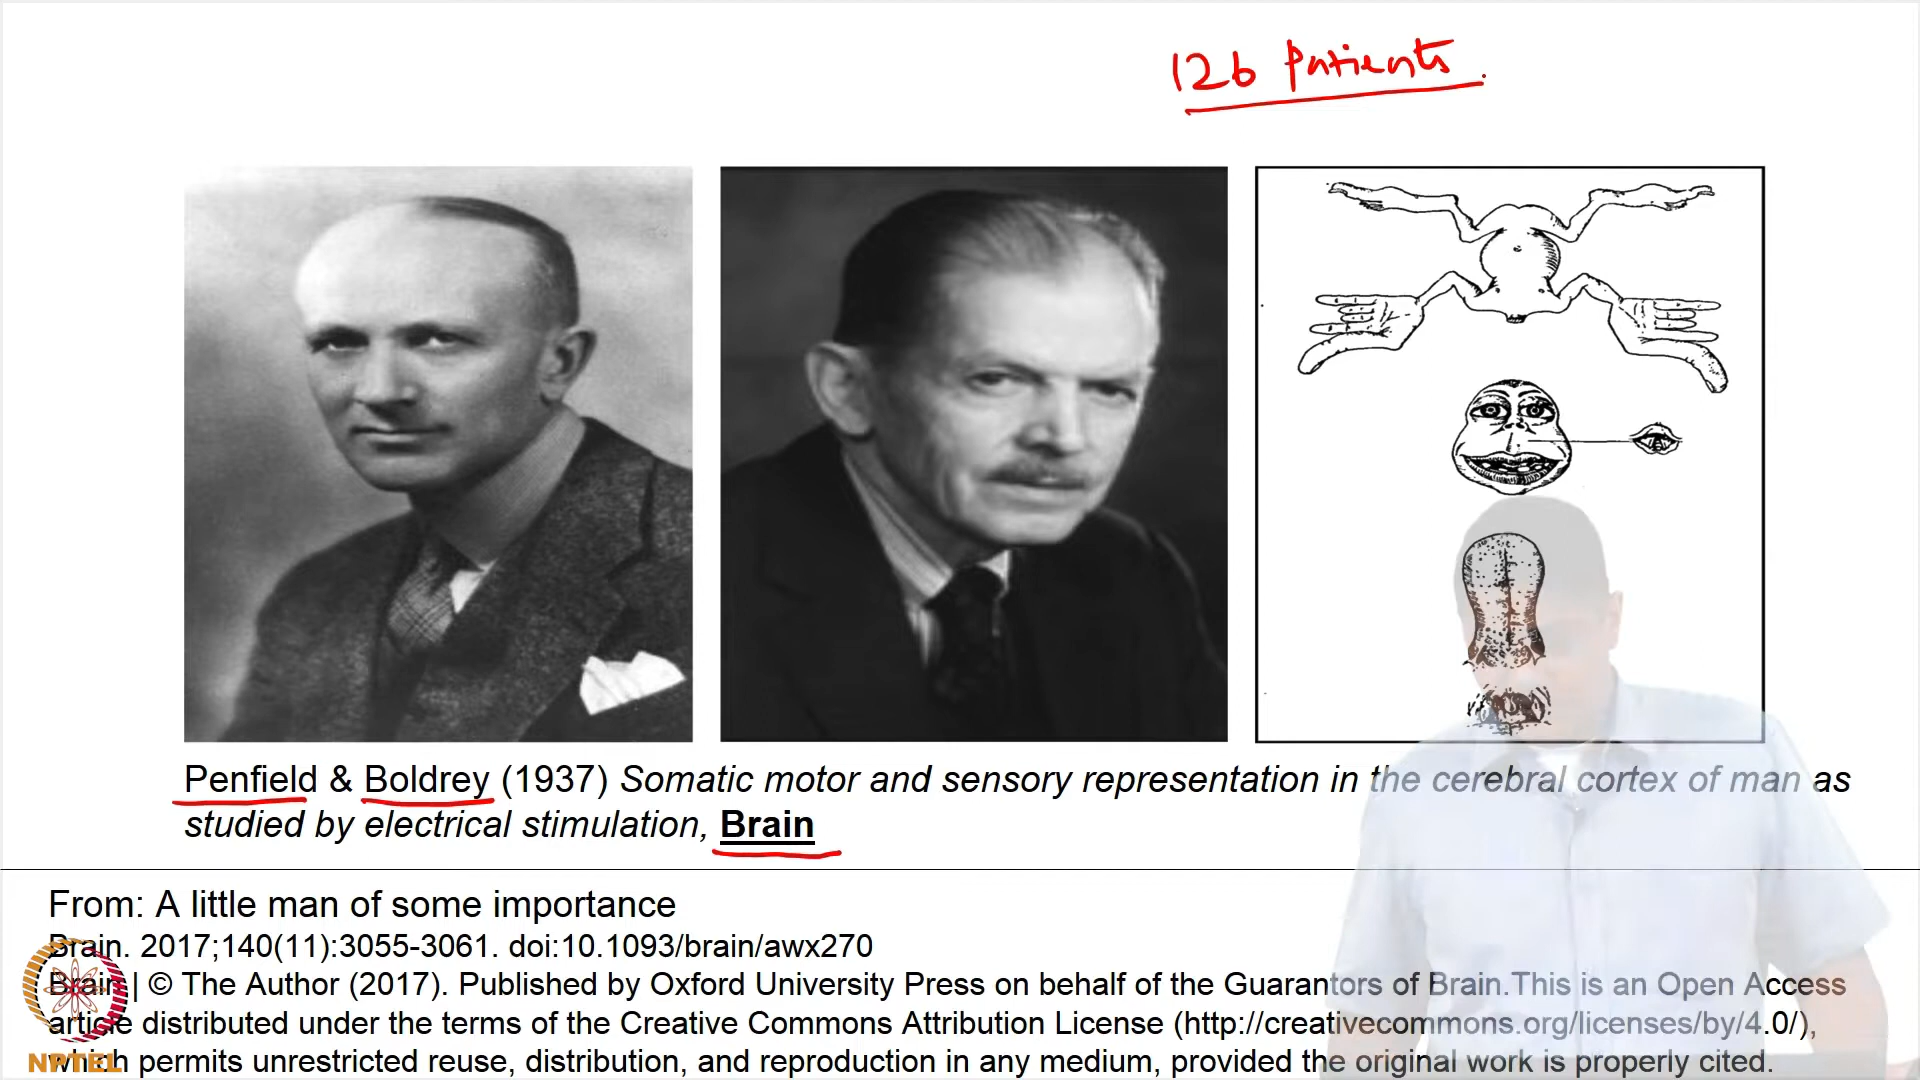 126 Patients
Penfield & Boldrey (1937) Somatic motor and sensory representation in the cerebral cortex of man as
studied by electrical stimulation, Brain
From: A little man of some importance
Brain. 2017;140(11):3055-3061. doi:10.1093/brain/awx270
Brain | © The Author (2017). Published by Oxford University Press on behalf of the Guarantors of Brain.This is an Open Access
article distributed under the terms of the Creative Commons Attribution License (http://creativecommons.org/licenses/by/4.0/),
which permits unrestricted reuse, distribution, and reproduction in any medium, provided the original work is properly cited.
NPTEL